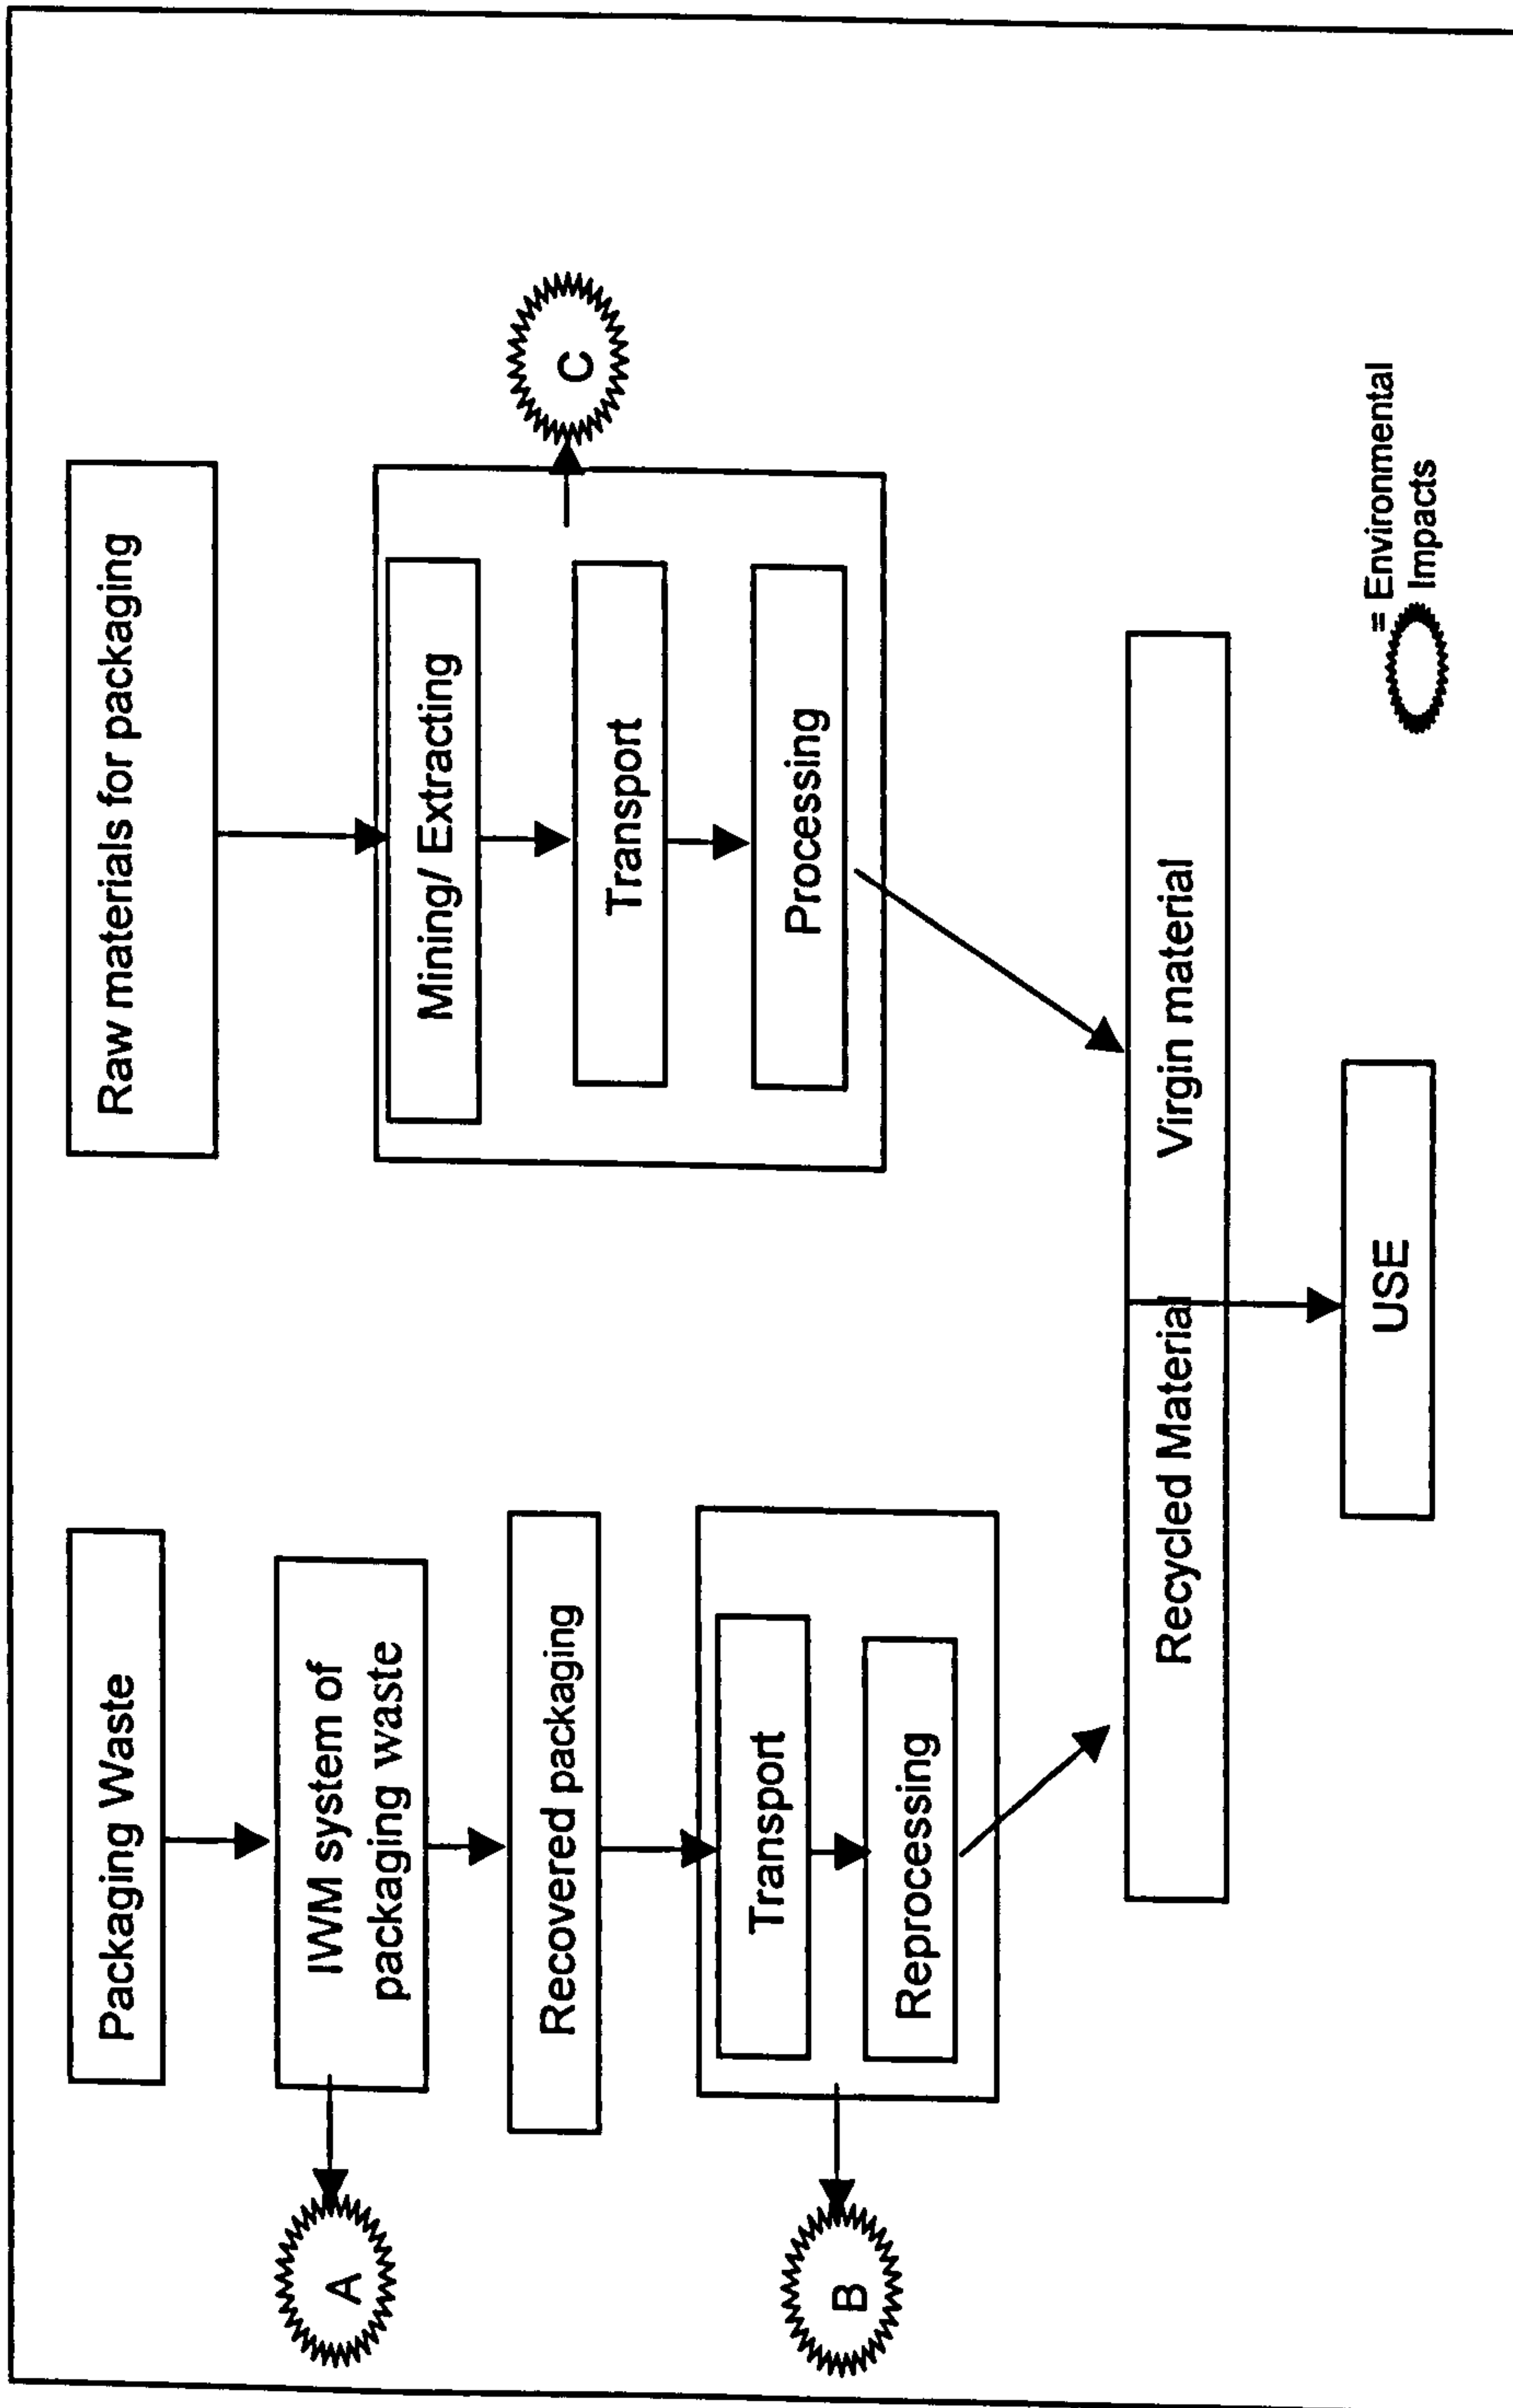 Packaging Waste
Raw materials for packaging
IWM system of
packaging waste
A
Recovered packaging
Transport
Reprocessing
B
Mining/ Extracting
Transport
Processing
C
Recycled Material
Virgin material
USE
= Environmental
Impacts